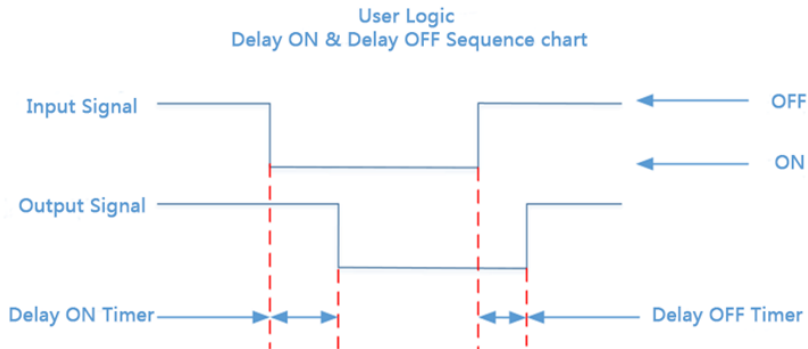 User Logic
Delay ON & Delay OFF Sequence chart
Input Signal
OFF
ON
Output Signal
Delay ON Timer
Delay OFF Timer